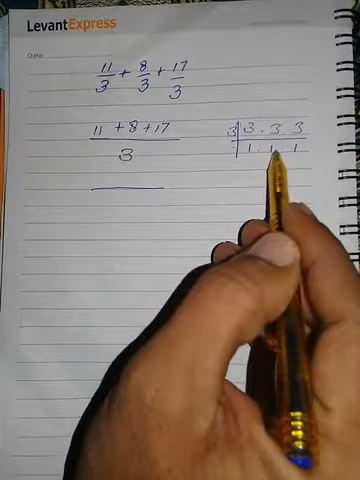 LevantExpress
Date:
11/3 + 8/3 + 17/3
11 + 8 + 17 / 3
3 | 3 . 3 . 3
1 . 1 . 1